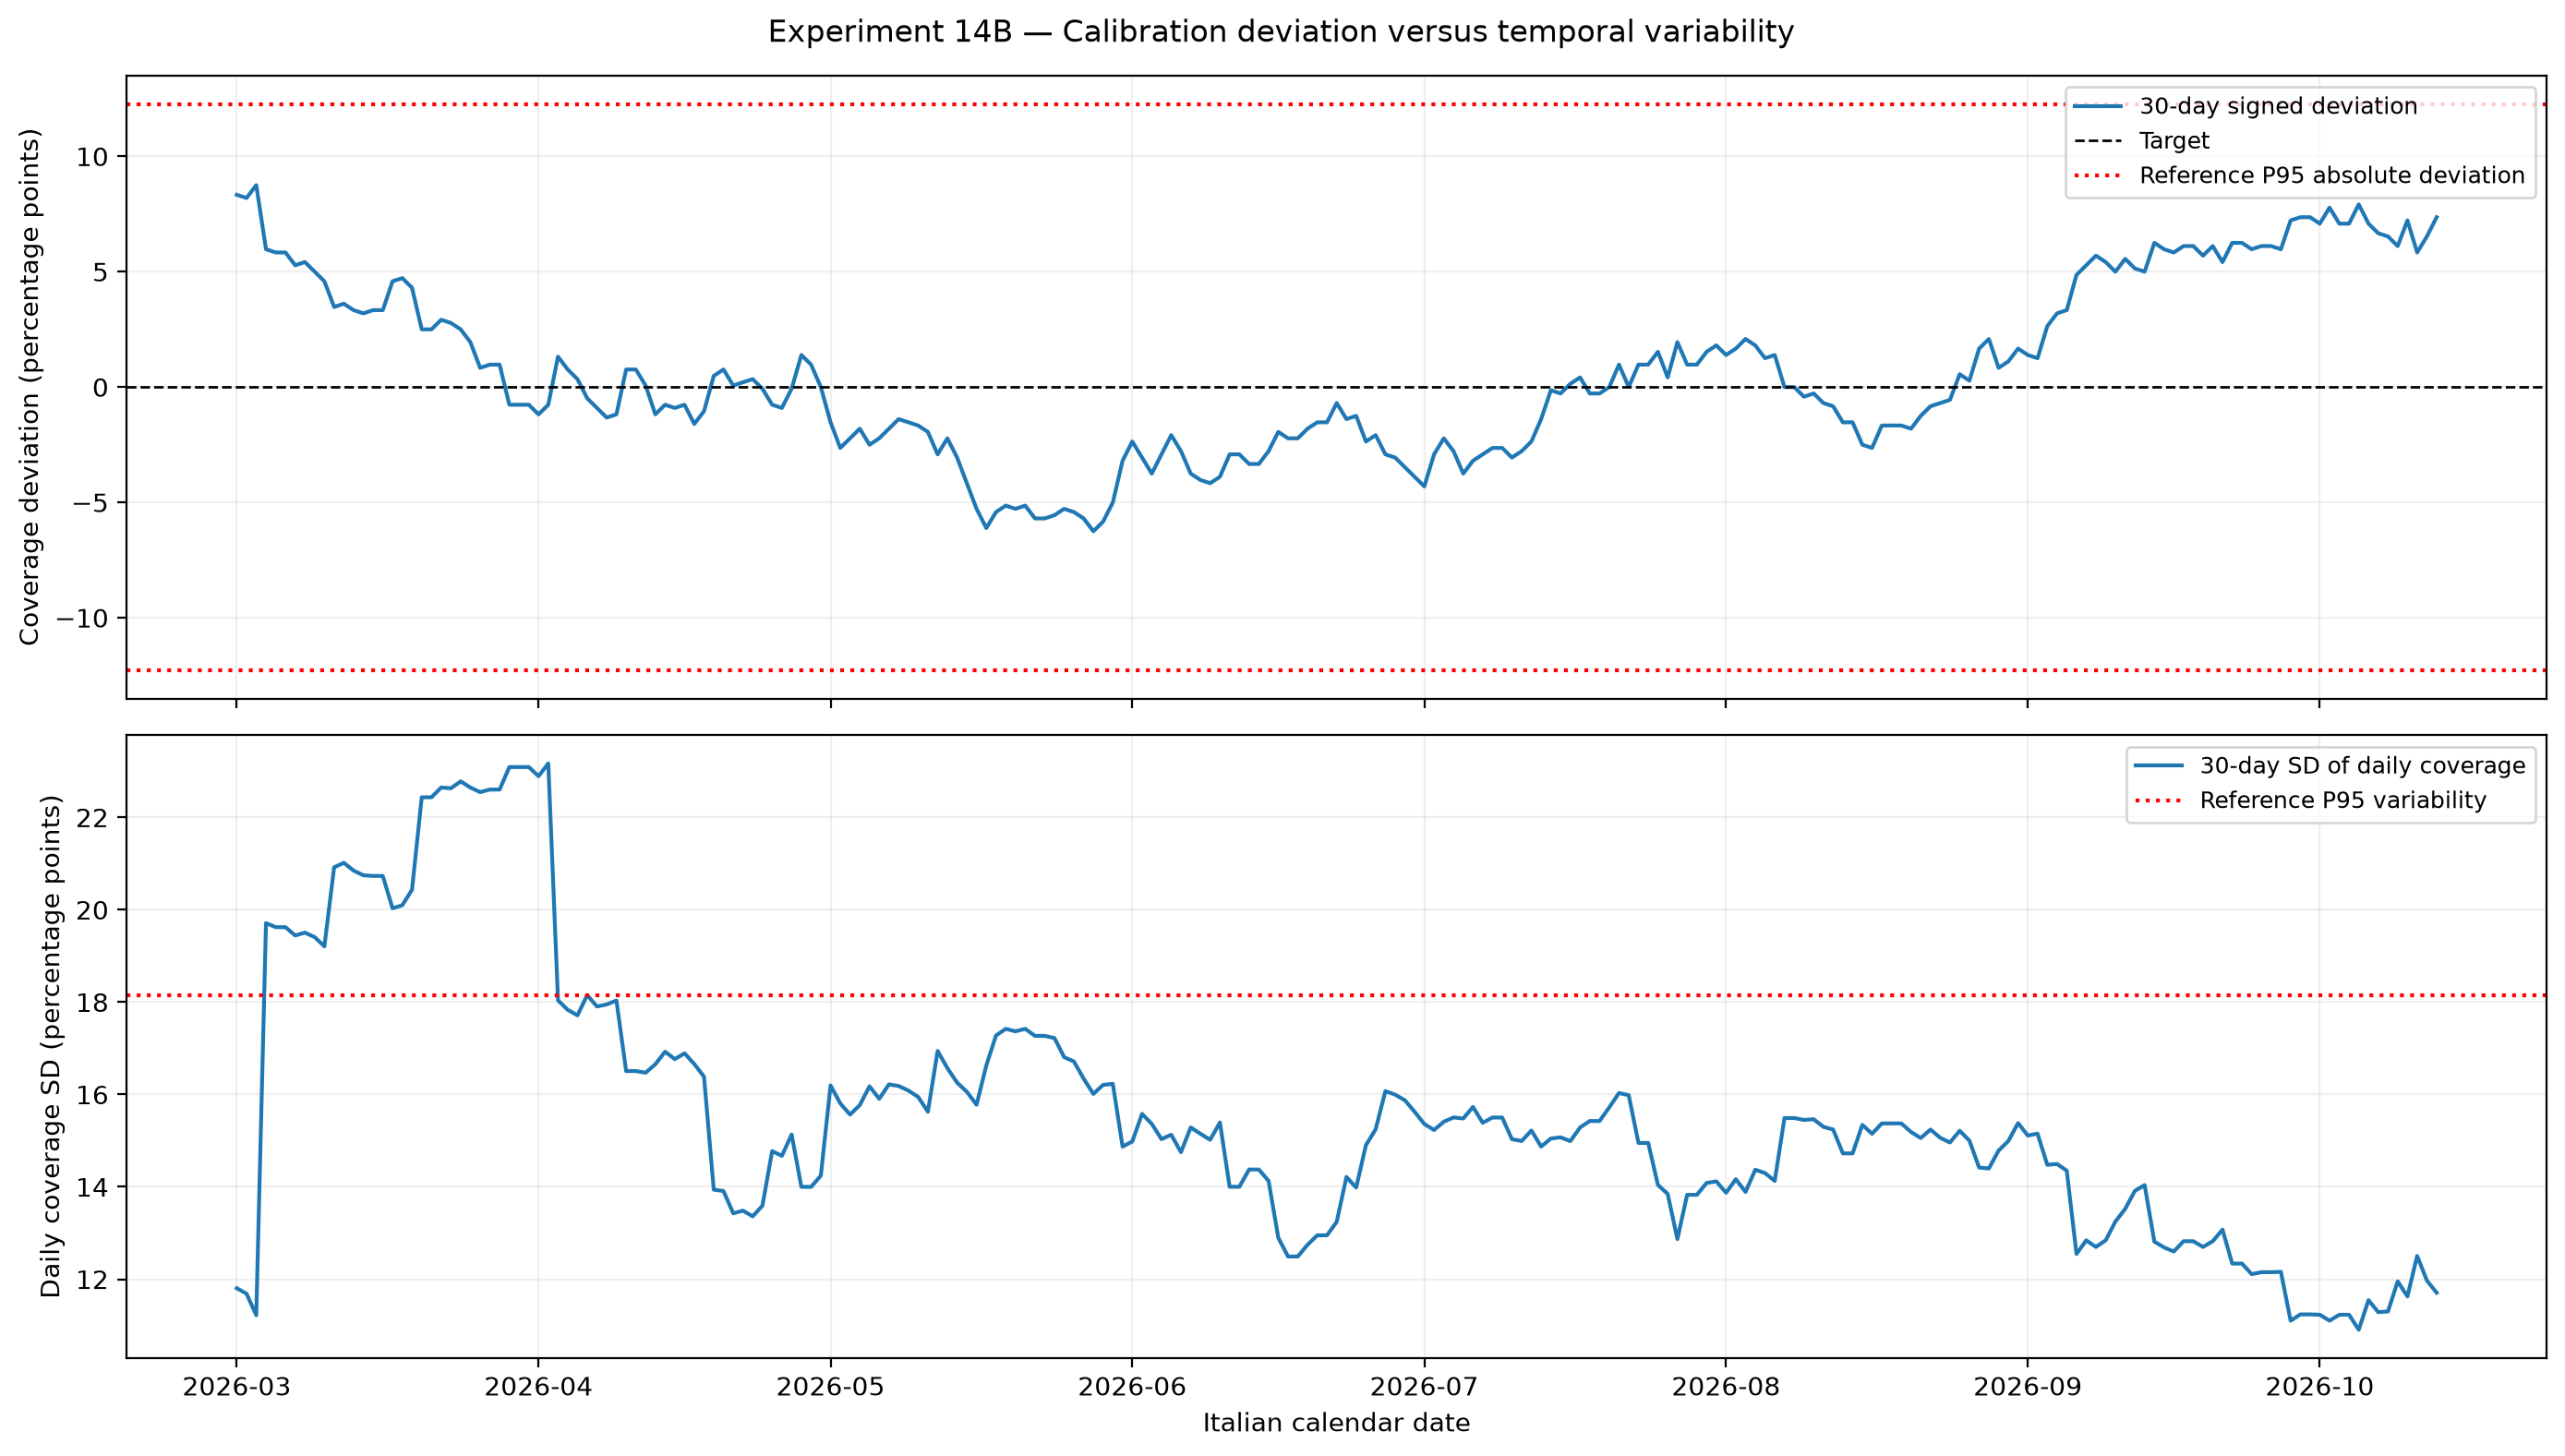 Experiment 14B — Calibration deviation versus temporal variability
Coverage deviation (percentage points)
10
5
0
−5
−10
30-day signed deviation
Target
Reference P95 absolute deviation
Daily coverage SD (percentage points)
22
20
18
16
14
12
30-day SD of daily coverage
Reference P95 variability
2026-03
2026-04
2026-05
2026-06
2026-07
2026-08
2026-09
2026-10
Italian calendar date